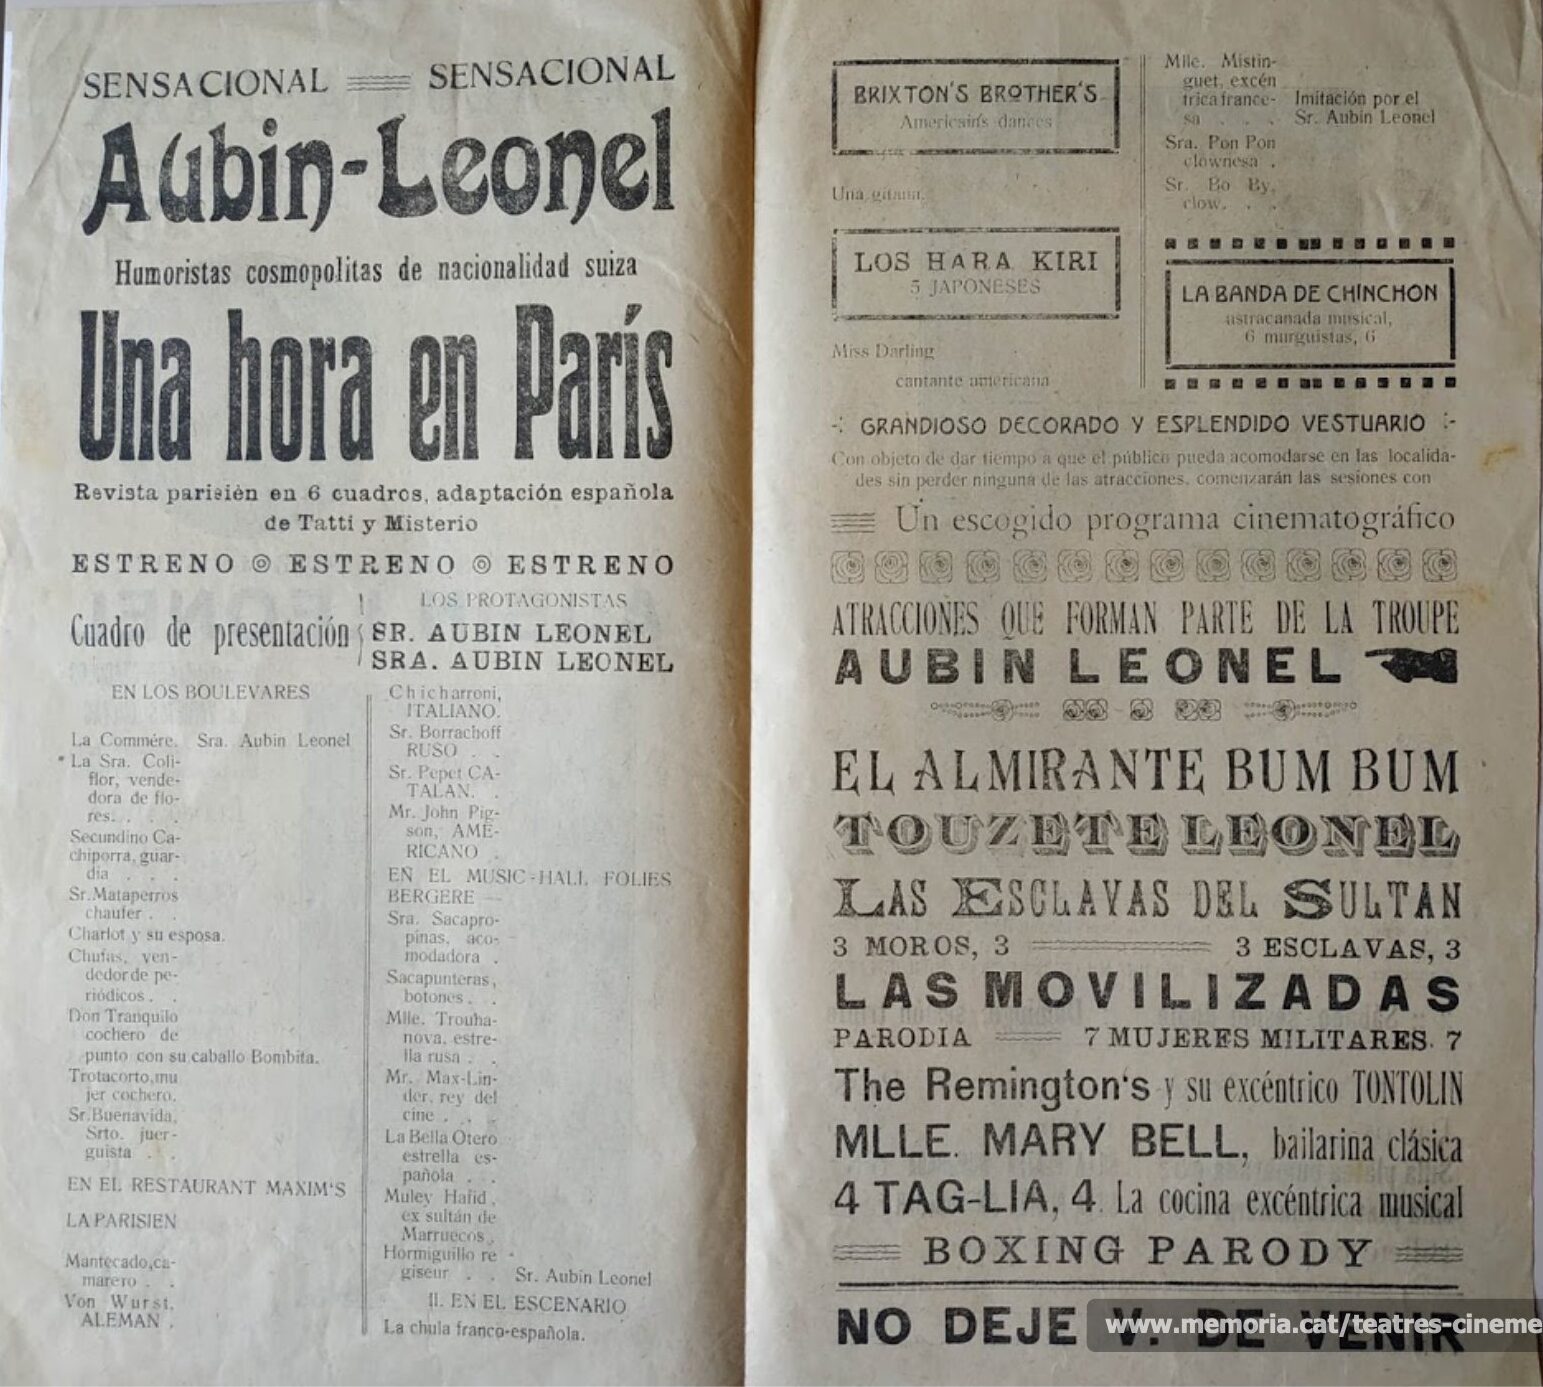 SENSACIONAL SENSACIONAL
Aubin-Leonel
Humoristas cosmopolitas de nacionalidad suiza
Una hora en París
Revista parisién en 6 cuadros, adaptación española
de Tatti y Misterio
ESTRENO ESTRENO ESTRENO
Cuadro de presentación
LOS PROTAGONISTAS
SR. AUBIN LEONEL
SRA. AUBIN LEONEL
EN LOS BOULEVARES
La Commére. Sra. Aubin Leonel
La Sra. Coli-
flor, vende-
dora de flo-
res. . . .
Secundino Ca-
chiporra, guar-
dia . . .
Sr. Mataperros
chaufer . .
Charlot y su esposa.
Chufas, ven-
dedor de pe-
riódicos . .
Don Tranquilo
cochero de
punto con su caballo Bombita.
Trotacorto, mu
jer cochero.
Sr. Buenavida,
Srto. juer-
guista . .
EN EL RESTAURANT MAXIM'S
LA PARISIEN
Mantecado, ca-
marero . .
Von Wurst,
ALEMAN .
Chicharroni,
ITALIANO.
Sr. Borrachoff
RUSO . .
Sr. Pepet CA-
TALAN. .
Mr. John Pig-
son, AME-
RICANO .
EN EL MUSIC-HALL FOLIES
BERGERE —
Sra. Sacapro-
pinas, aco-
modadora .
Sacapunteras,
botones . .
Mlle. Trouha-
nova, estre-
lla rusa . .
Mr. Max-Lin-
der, rey del
cine . . .
La Bella Otero
estrella es-
pañola . . .
Muley Hafid,
ex sultán de
Marruecos .
Hormiguillo re
giseur . . Sr. Aubin Leonel
II. EN EL ESCENARIO
La chula franco-española.
BRIXTON'S BROTHER'S
Americain's dances
Una gitana.
LOS HARA KIRI
5 JAPONESES
Miss Darling
cantante americana
Mlle. Mistin-
guet, excén
trica france-
sa . . .
Sra. Pon Pon
clownesa .
Sr. Bo By,
clow. . .
Imitación por el
Sr. Aubin Leonel
LA BANDA DE CHINCHON
astracanada musical,
6 murguistas, 6
GRANDIOSO DECORADO Y ESPLENDIDO VESTUARIO
Con objeto de dar tiempo a que el público pueda acomodarse en las localida-
des sin perder ninguna de las atracciones, comenzarán las sesiones con
Un escogido programa cinematográfico
ATRACCIONES QUE FORMAN PARTE DE LA TROUPE
AUBIN LEONEL
EL ALMIRANTE BUM BUM
TOUZETE LEONEL
LAS ESCLAVAS DEL SULTAN
3 MOROS, 3 3 ESCLAVAS, 3
LAS MOVILIZADAS
PARODIA 7 MUJERES MILITARES. 7
The Remington's y su excéntrico TONTOLIN
MLLE. MARY BELL, bailarina clásica
4 TAG-LIA, 4. La cocina excéntrica musical
BOXING PARODY
NO DEJE V. DE VENIR
www.memoria.cat/teatres-cineme